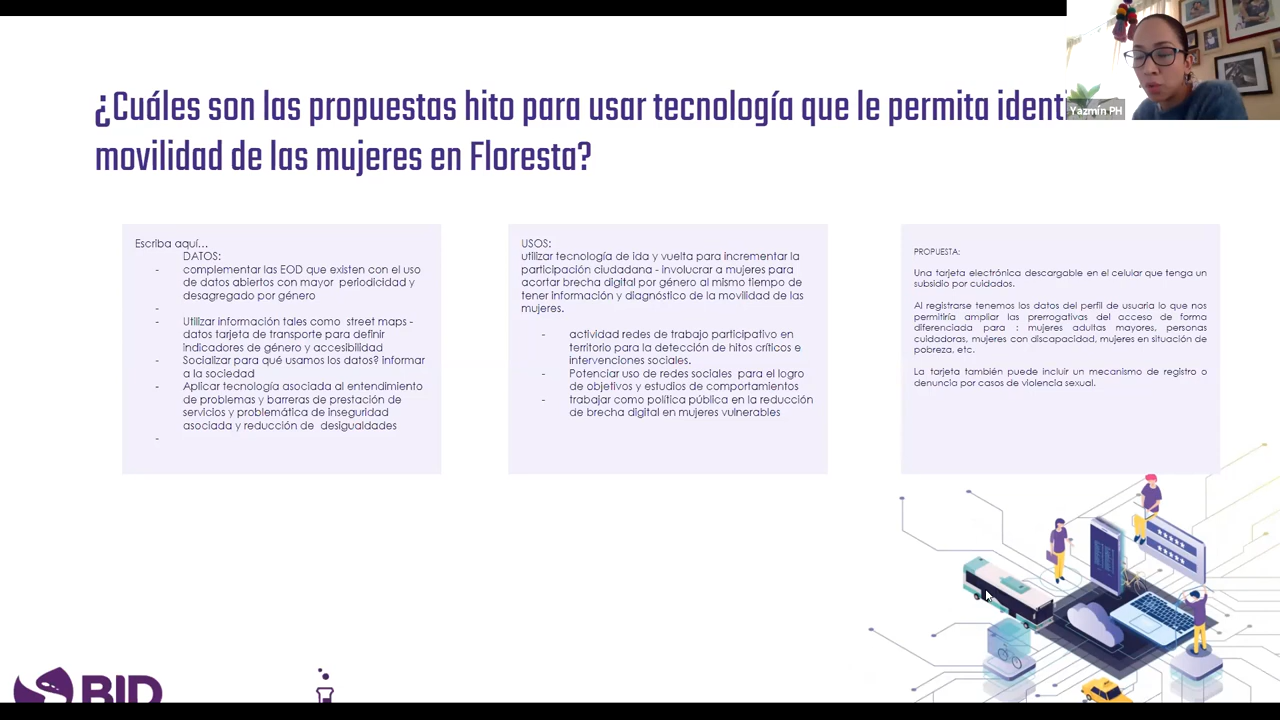 ¿Cuáles son las propuestas hito para usar tecnología que le permita identi
movilidad de las mujeres en Floresta?
Yazmín PH
Escriba aquí...
DATOS:
- complementar las EOD que existen con el uso
de datos abiertos con mayor periodicidad y
desagregado por género
-
- Utilizar información tales como street maps -
datos tarjeta de transporte para definir
indicadores de género y accesibilidad
- Socializar para qué usamos los datos? informar
a la sociedad
- Aplicar tecnología asociada al entendimiento
de problemas y barreras de prestación de
servicios y problemática de inseguridad
asociada y reducción de desigualdades
-
USOS:
utilizar tecnología de ida y vuelta para incrementar la
participación ciudadana - involucrar a mujeres para
acortar brecha digital por género al mismo tiempo de
tener información y diagnóstico de la movilidad de las
mujeres.
- actividad redes de trabajo participativo en
territorio para la detección de hitos críticos e
intervenciones sociales.
- Potenciar uso de redes sociales para el logro
de objetivos y estudios de comportamientos
- trabajar como política pública en la reducción
de brecha digital en mujeres vulnerables
PROPUESTA:
Una tarjeta electrónica descargable en el celular que tenga un
subsidio por cuidados.
Al registrarse tenemos los datos del perfil de usuaria lo que nos
permitiría ampliar las prerrogativas del acceso de forma
diferenciada para : mujeres adultas mayores, personas
cuidadoras, mujeres con discapacidad, mujeres en situación de
pobreza, etc.
La tarjeta también puede incluir un mecanismo de registro o
denuncia por casos de violencia sexual.
BID